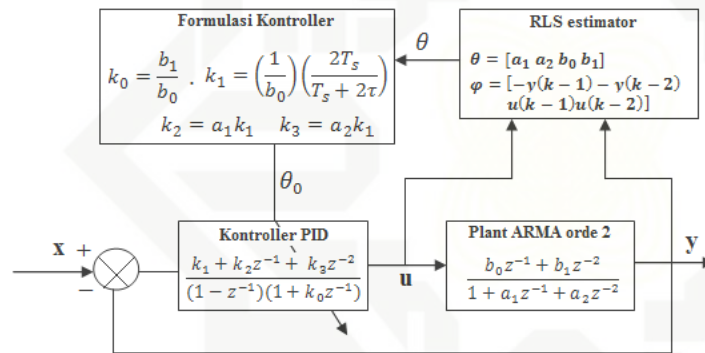 Formulasi Kontroller
k₀ = b₁/b₀ . k₁ = (1/b₀)(2Tₛ/(Tₛ + 2τ))
k₂ = a₁k₁ k₃ = a₂k₁
θ
RLS estimator
θ = [a₁ a₂ b₀ b₁]
φ = [−y(k − 1) − y(k − 2)
u(k − 1)u(k − 2)]
θ₀
x +
−
Kontroller PID
(k₁ + k₂z⁻¹ + k₃z⁻²)/((1 − z⁻¹)(1 + k₀z⁻¹))
u
Plant ARMA orde 2
(b₀z⁻¹ + b₁z⁻²)/(1 + a₁z⁻¹ + a₂z⁻²)
y